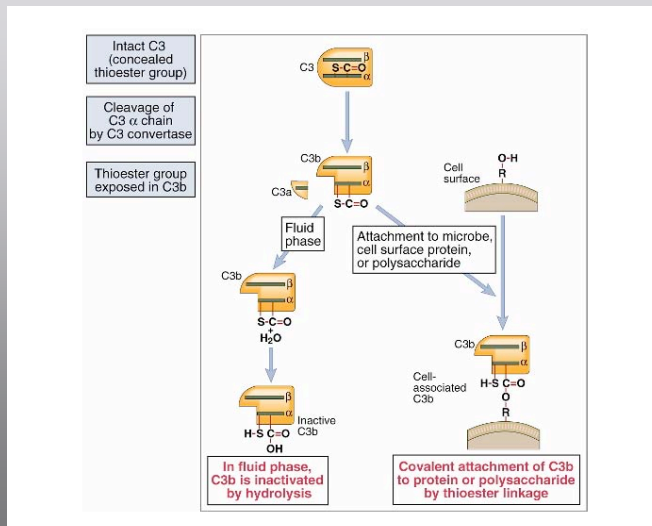 Intact C3
(concealed
thioester group)
Cleavage of
C3 α chain
by C3 convertase
Thioester group
exposed in C3b
C3
β
S-C=O
α
C3b
β
α
C3a
S-C=O
Cell
surface
O-H
R
Fluid
phase
Attachment to microbe,
cell surface protein,
or polysaccharide
C3b
β
α
S-C=O
+
H₂O
C3b
β
α
H-S C=O
OH
Inactive
C3b
In fluid phase,
C3b is inactivated
by hydrolysis
C3b
β
α
H-S C=O
O
R
Cell-
associated
C3b
Covalent attachment of C3b
to protein or polysaccharide
by thioester linkage